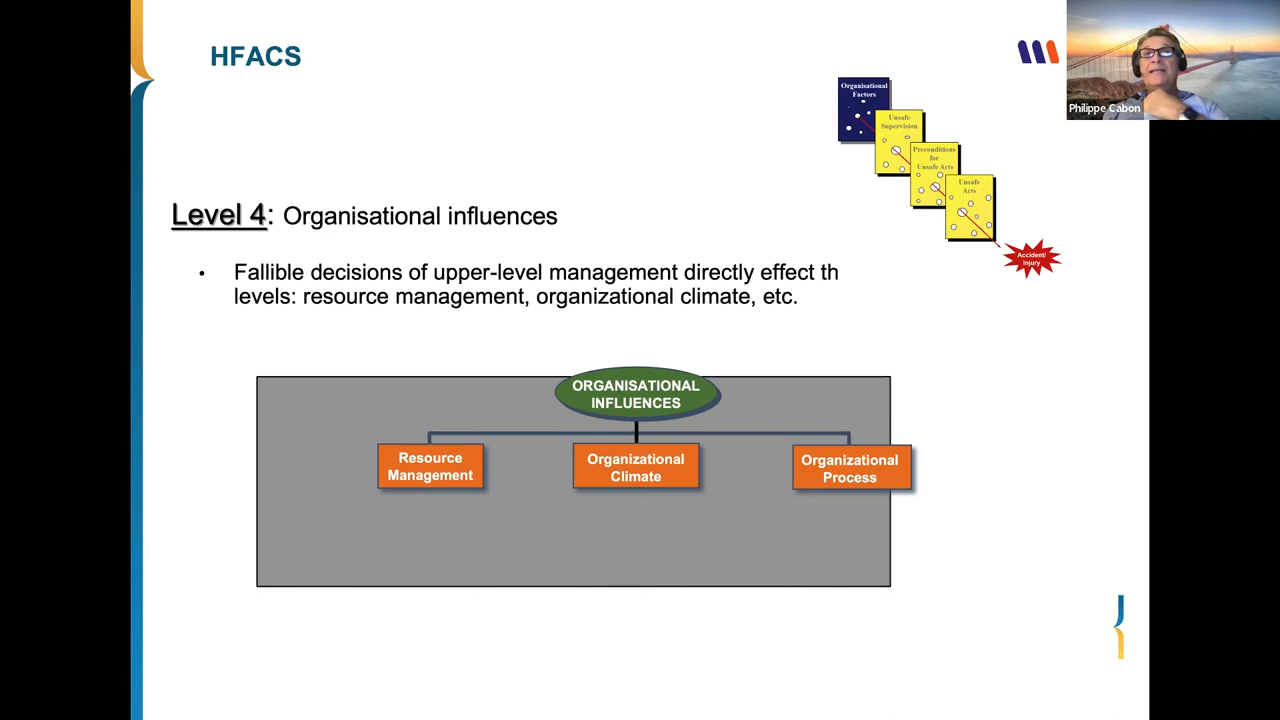 HFACS
Philippe Cabon
Organisational
Factors
Unsafe
Supervision
Preconditions
for
Unsafe Acts
Unsafe
Acts
Accident/
Injury
Level 4: Organisational influences
• Fallible decisions of upper-level management directly effect th
levels: resource management, organizational climate, etc.
ORGANISATIONAL
INFLUENCES
Resource
Management
Organizational
Climate
Organizational
Process